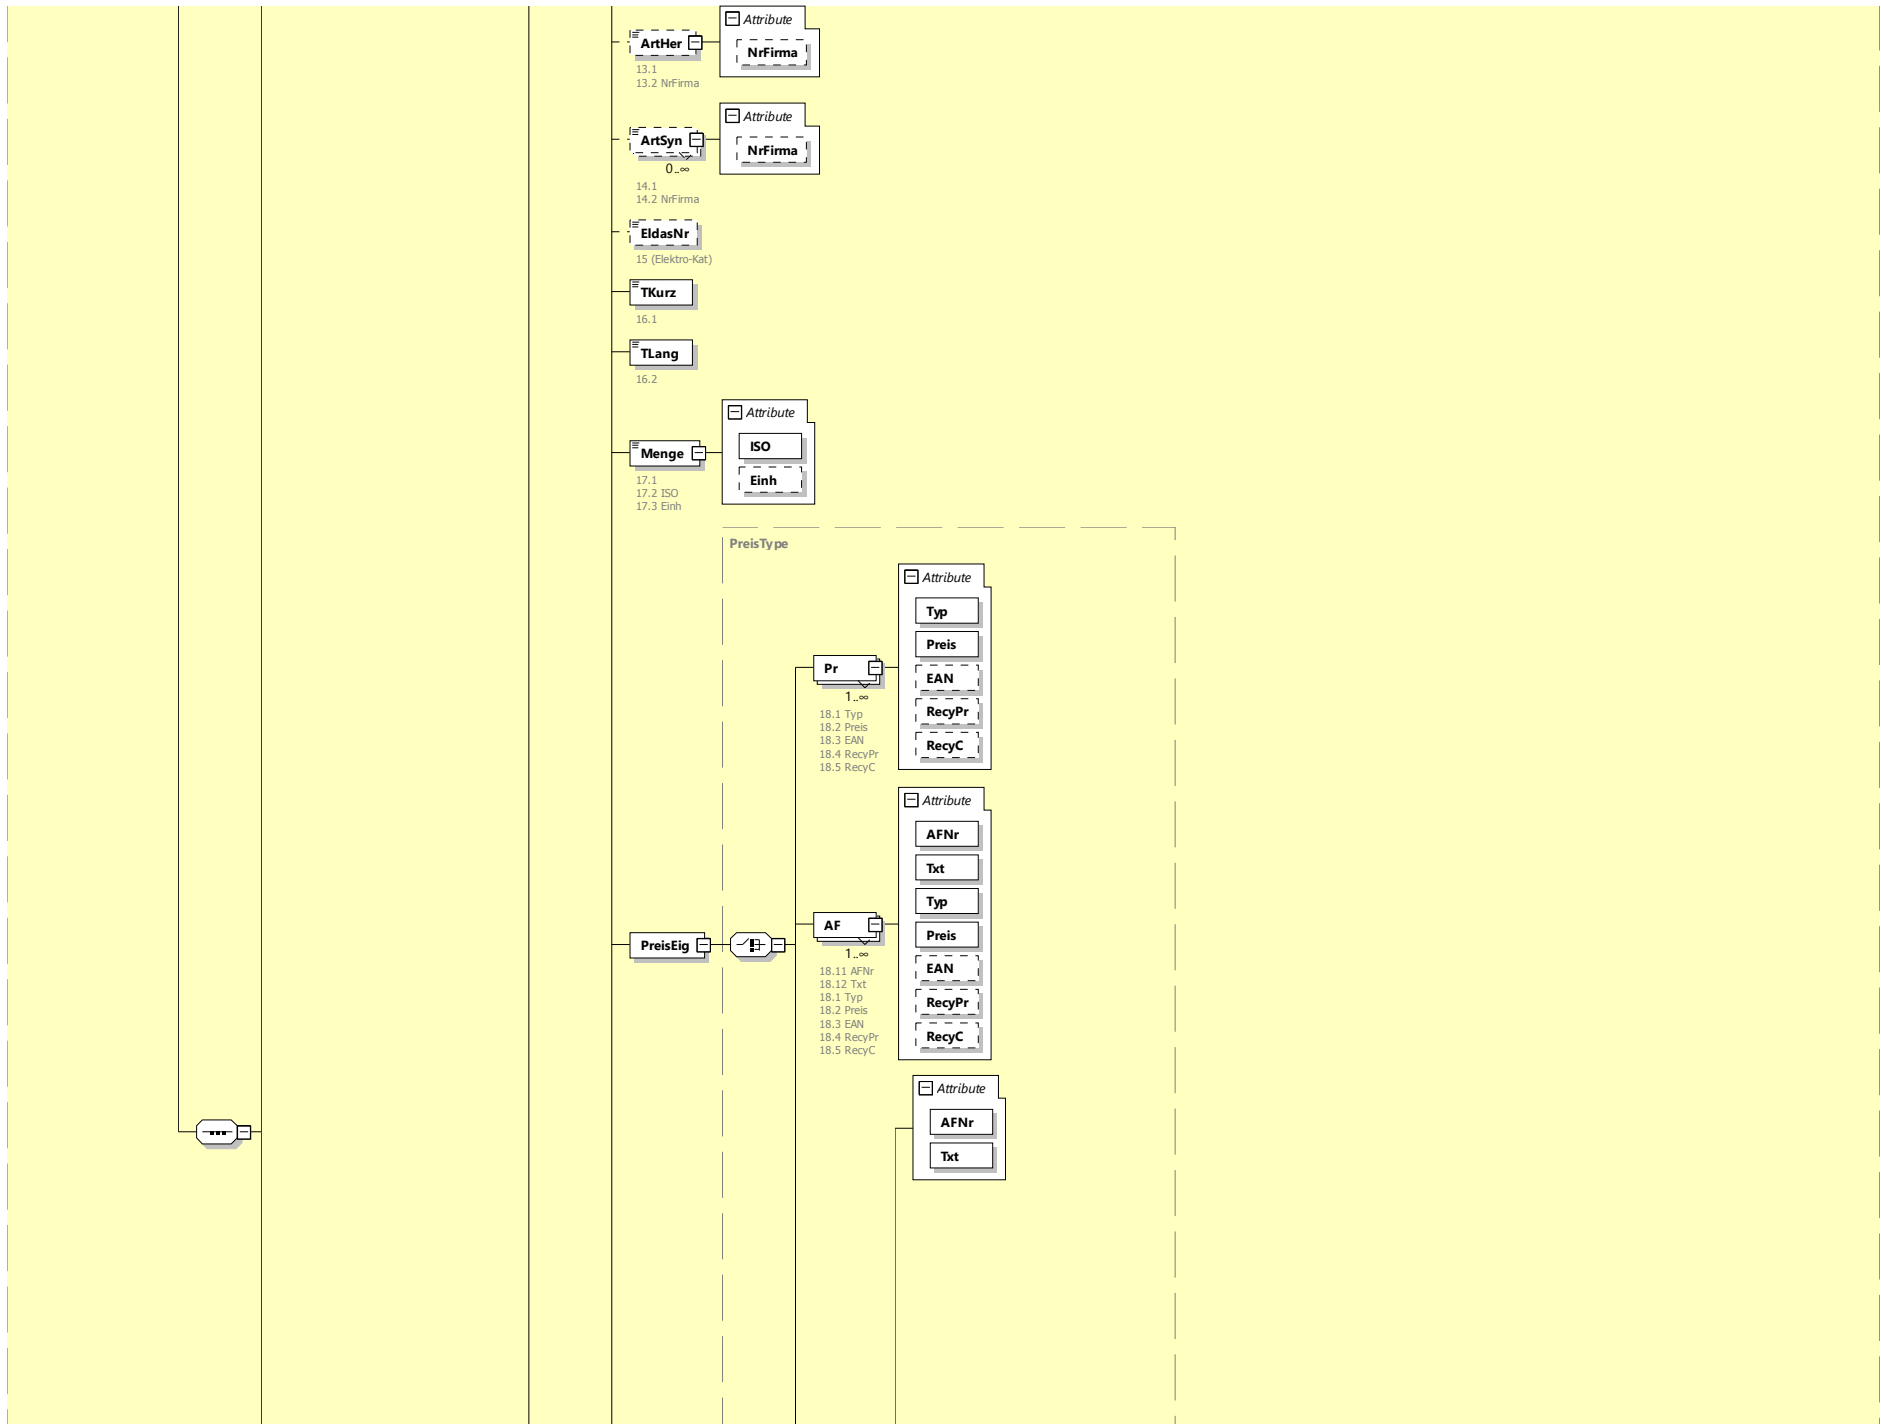 Attribute
ArtHer
NrFirma
13.1
13.2 NrFirma
Attribute
ArtSyn
NrFirma
0..∞
14.1
14.2 NrFirma
EldasNr
15 (Elektro-Kat)
TKurz
16.1
TLang
16.2
Attribute
ISO
Menge
Einh
17.1
17.2 ISO
17.3 Einh
PreisType
Attribute
Typ
Preis
Pr
EAN
1..∞
RecyPr
RecyC
18.1 Typ
18.2 Preis
18.3 EAN
18.4 RecyPr
18.5 RecyC
Attribute
AFNr
Txt
Typ
AF
Preis
1..∞
EAN
RecyPr
RecyC
18.11 AFNr
18.12 Txt
18.1 Typ
18.2 Preis
18.3 EAN
18.4 RecyPr
18.5 RecyC
PreisEig
Attribute
AFNr
Txt